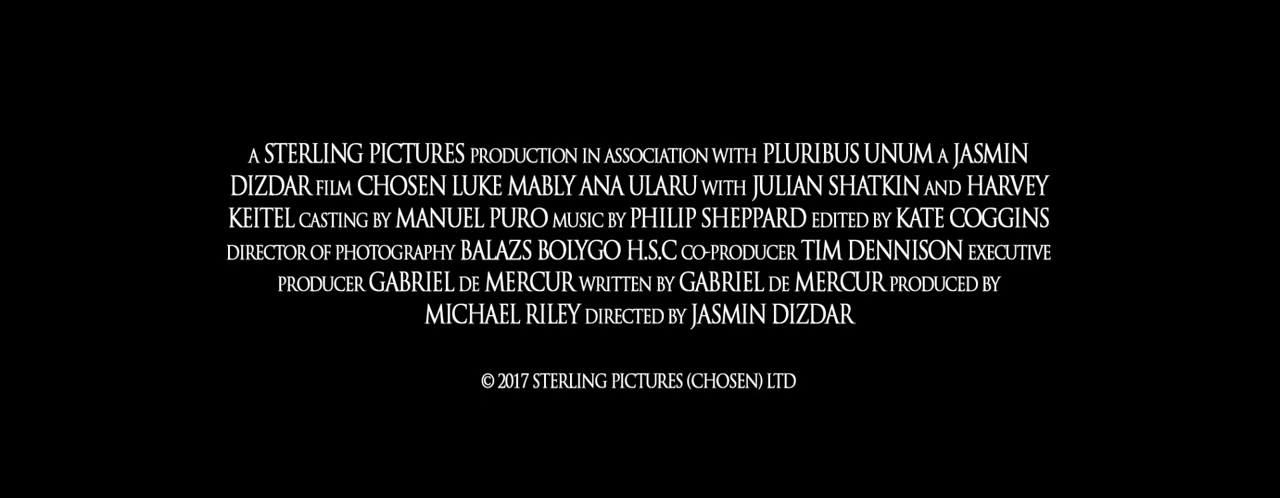 A STERLING PICTURES PRODUCTION IN ASSOCIATION WITH PLURIBUS UNUM A JASMIN
DIZDAR FILM CHOSEN LUKE MABLY ANA ULARU WITH JULIAN SHATKIN AND HARVEY
KEITEL CASTING BY MANUEL PURO MUSIC BY PHILIP SHEPPARD EDITED BY KATE COGGINS
DIRECTOR OF PHOTOGRAPHY BALAZS BOLYGO H.S.C CO-PRODUCER TIM DENNISON EXECUTIVE
PRODUCER GABRIEL DE MERCUR WRITTEN BY GABRIEL DE MERCUR PRODUCED BY
MICHAEL RILEY DIRECTED BY JASMIN DIZDAR
© 2017 STERLING PICTURES (CHOSEN) LTD